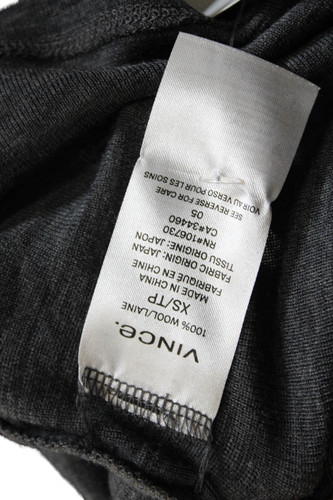 VINCE.
100% WOOL/LAINE
XS/TP
MADE IN CHINA
FABRIQUE EN CHINE
FABRIC ORIGIN: JAPAN
TISSU ORIGINE: JAPON
RN#106730
CA#34460
05
SEE REVERSE FOR CARE
VOIR AU VERSO POUR LES SOINS